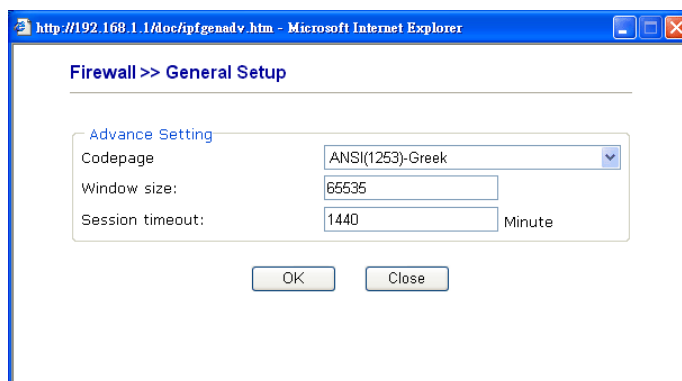 http://192.168.1.1/doc/ipfgenadv.htm - Microsoft Internet Explorer
Firewall >> General Setup
Advance Setting
Codepage ANSI(1253)-Greek
Window size: 65535
Session timeout: 1440 Minute
OK Close